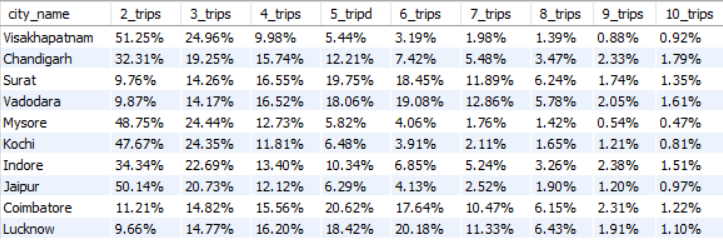 city_name 2_trips 3_trips 4_trips 5_tripd 6_trips 7_trips 8_trips 9_trips 10_trips
Visakhapatnam 51.25% 24.96% 9.98% 5.44% 3.19% 1.98% 1.39% 0.88% 0.92%
Chandigarh 32.31% 19.25% 15.74% 12.21% 7.42% 5.48% 3.47% 2.33% 1.79%
Surat 9.76% 14.26% 16.55% 19.75% 18.45% 11.89% 6.24% 1.74% 1.35%
Vadodara 9.87% 14.17% 16.52% 18.06% 19.08% 12.86% 5.78% 2.05% 1.61%
Mysore 48.75% 24.44% 12.73% 5.82% 4.06% 1.76% 1.42% 0.54% 0.47%
Kochi 47.67% 24.35% 11.81% 6.48% 3.91% 2.11% 1.65% 1.21% 0.81%
Indore 34.34% 22.69% 13.40% 10.34% 6.85% 5.24% 3.26% 2.38% 1.51%
Jaipur 50.14% 20.73% 12.12% 6.29% 4.13% 2.52% 1.90% 1.20% 0.97%
Coimbatore 11.21% 14.82% 15.56% 20.62% 17.64% 10.47% 6.15% 2.31% 1.22%
Lucknow 9.66% 14.77% 16.20% 18.42% 20.18% 11.33% 6.43% 1.91% 1.10%